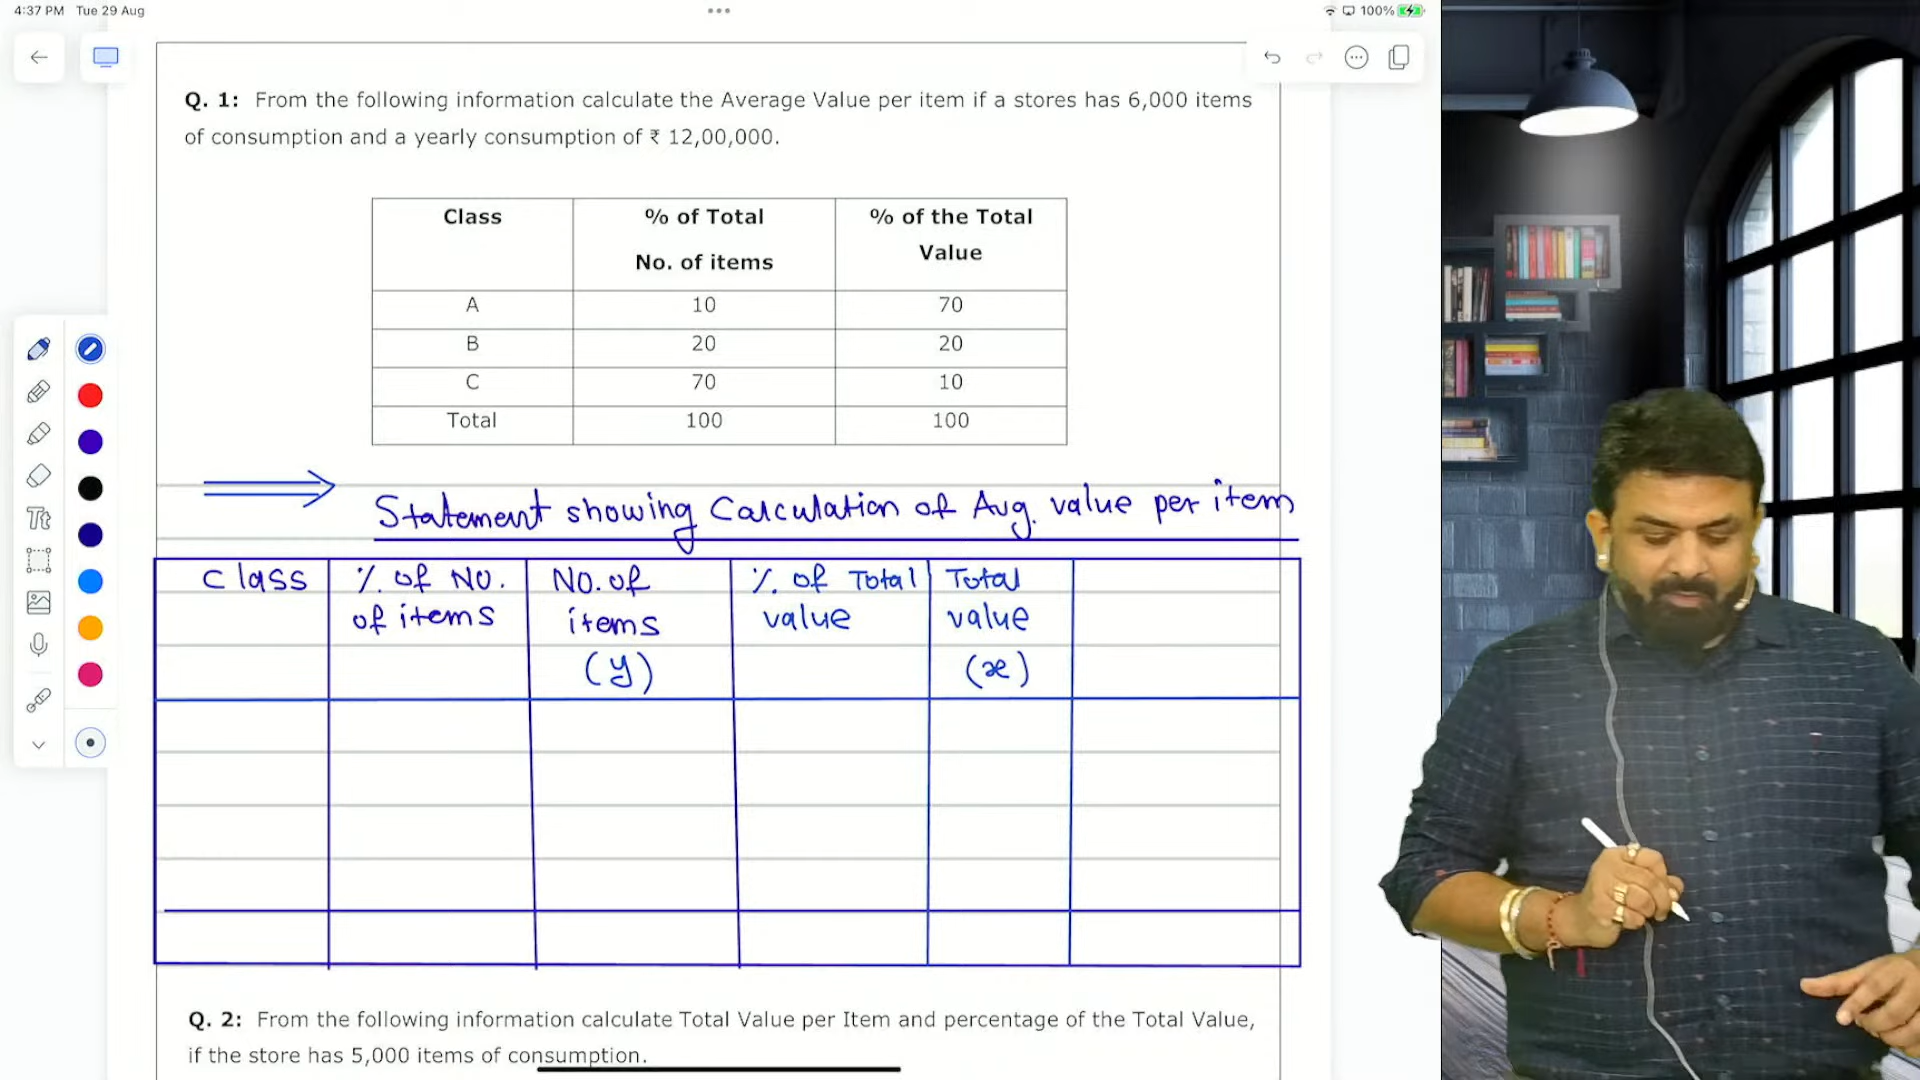 4:37 PM Tue 29 Aug
100%
Q. 1: From the following information calculate the Average Value per item if a stores has 6,000 items
of consumption and a yearly consumption of ₹ 12,00,000.
Class % of Total No. of items % of the Total Value
A 10 70
B 20 20
C 70 10
Total 100 100
Statement showing Calculation of Avg. value per item
Class % of No. of items No. of items (y) % of Total value Total value (x)
Q. 2: From the following information calculate Total Value per Item and percentage of the Total Value,
if the store has 5,000 items of consumption.
Tt